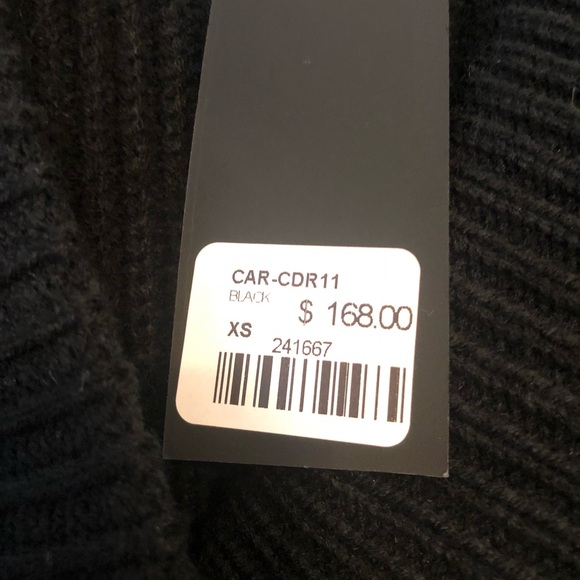 CAR-CDR11
BLACK
$ 168.00
XS
241667